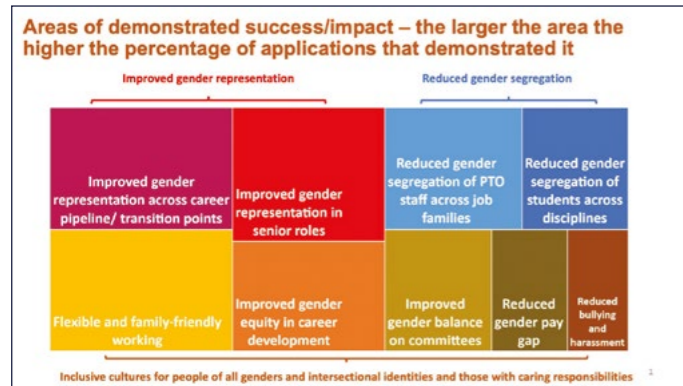 Areas of demonstrated success/impact – the larger the area the
higher the percentage of applications that demonstrated it
Improved gender representation
Reduced gender segregation
Improved gender
representation across career
pipeline/ transition points
Improved gender
representation in
senior roles
Reduced gender
segregation of PTO
staff across job
families
Reduced gender
segregation of
students across
disciplines
Flexible and family-friendly
working
Improved gender
equity in career
development
Improved
gender balance
on committees
Reduced
gender pay
gap
Reduced
bullying
and
harassment
Inclusive cultures for people of all genders and intersectional identities and those with caring responsibilities